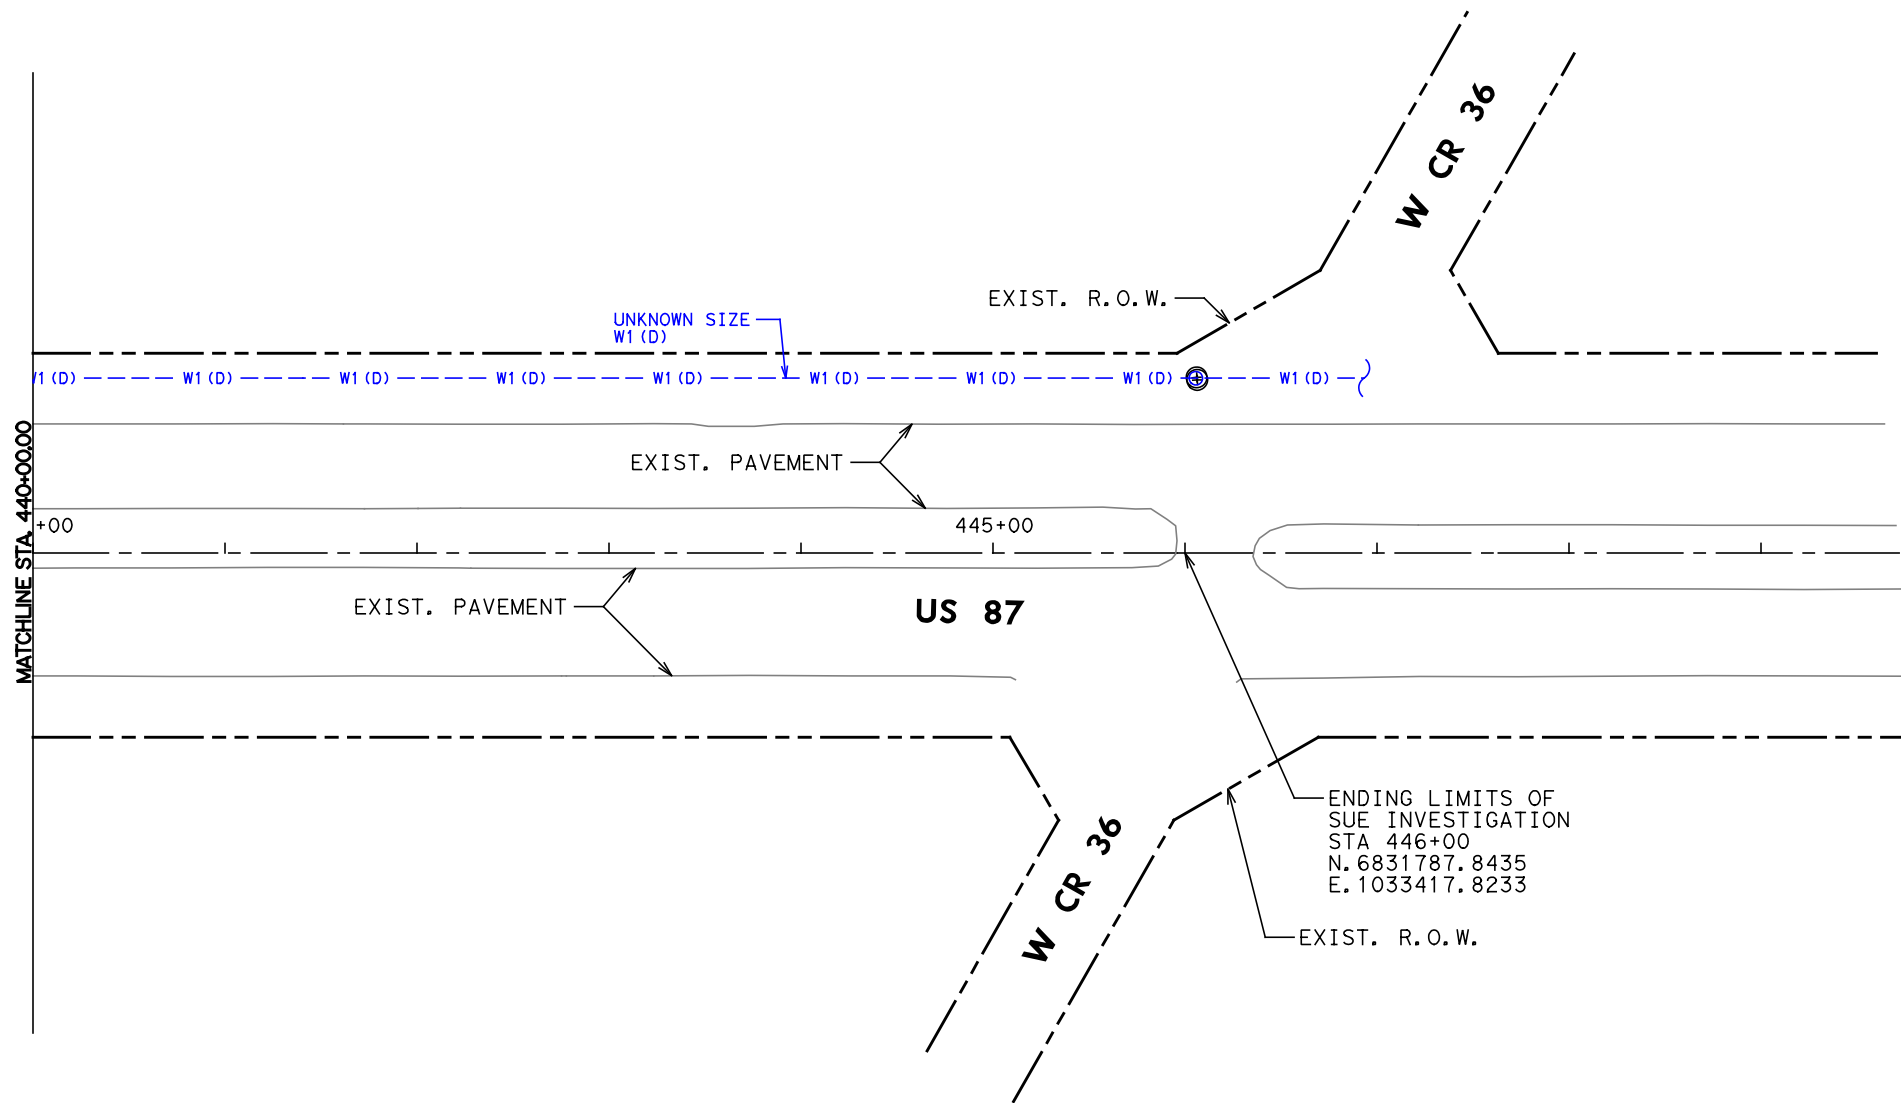 W CR 36
EXIST. R.O.W.
UNKNOWN SIZE
W1(D)
W1(D) W1(D) W1(D) W1(D) W1(D) W1(D) W1(D) W1(D)
EXIST. PAVEMENT
MATCHLINE STA. 440+00.00
+00
445+00
EXIST. PAVEMENT
US 87
ENDING LIMITS OF
SUE INVESTIGATION
STA 446+00
N.6831787.8435
E.1033417.8233
W CR 36
EXIST. R.O.W.